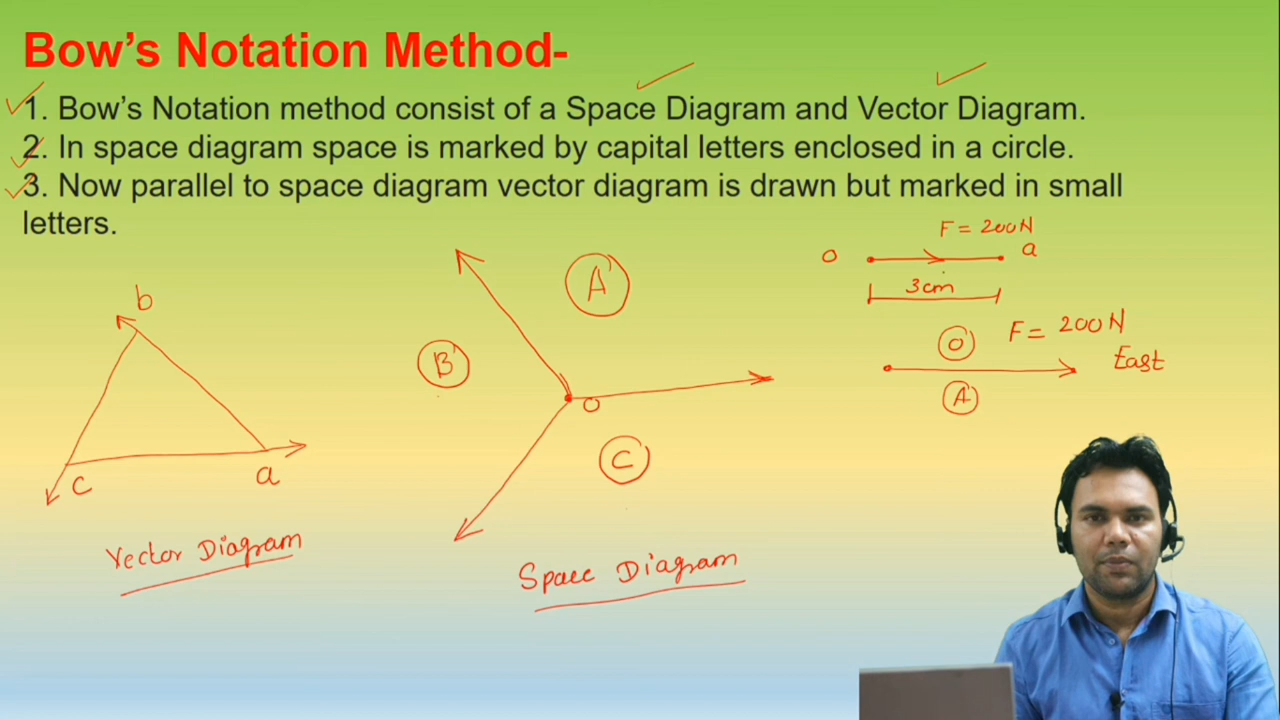 Bow's Notation Method-
1. Bow's Notation method consist of a Space Diagram and Vector Diagram.
2. In space diagram space is marked by capital letters enclosed in a circle.
3. Now parallel to space diagram vector diagram is drawn but marked in small
letters.
F = 200N
o a
3cm
F = 200N
O
East
A
b
c
a
Vector Diagram
A
B
O
C
Space Diagram